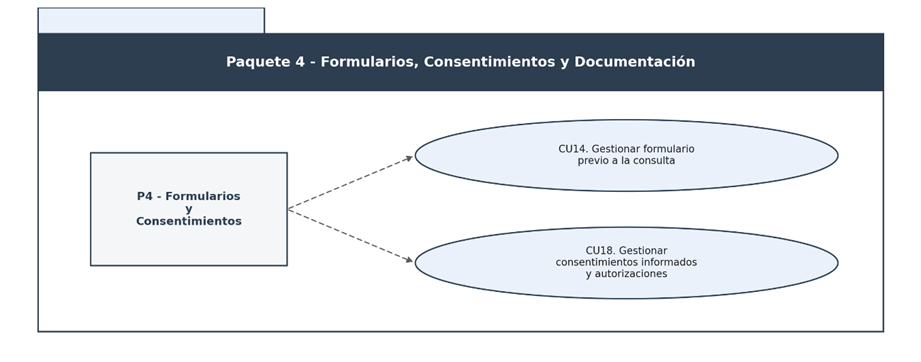 Paquete 4 - Formularios, Consentimientos y Documentación
P4 - Formularios
y
Consentimientos
CU14. Gestionar formulario
previo a la consulta
CU18. Gestionar
consentimientos informados
y autorizaciones